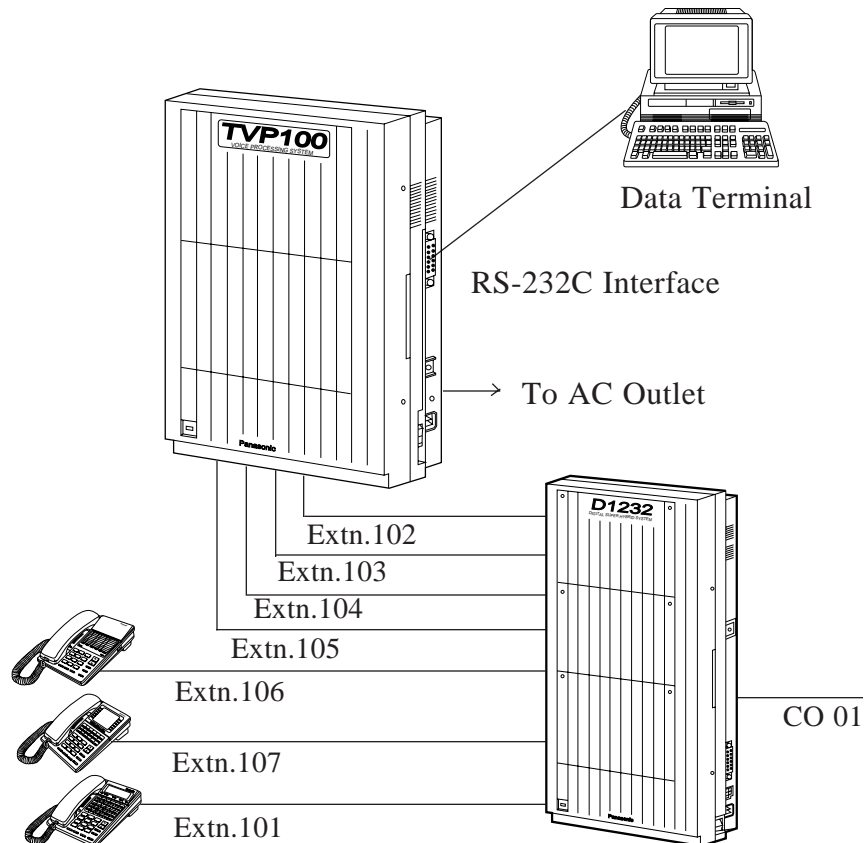 TVP100
VOICE PROCESSING SYSTEM
Data Terminal
RS-232C Interface
To AC Outlet
Panasonic
D1232
DIGITAL SUPER HYBRID SYSTEM
Extn.102
Extn.103
Extn.104
Extn.105
Extn.106
CO 01
Extn.107
Extn.101
Panasonic